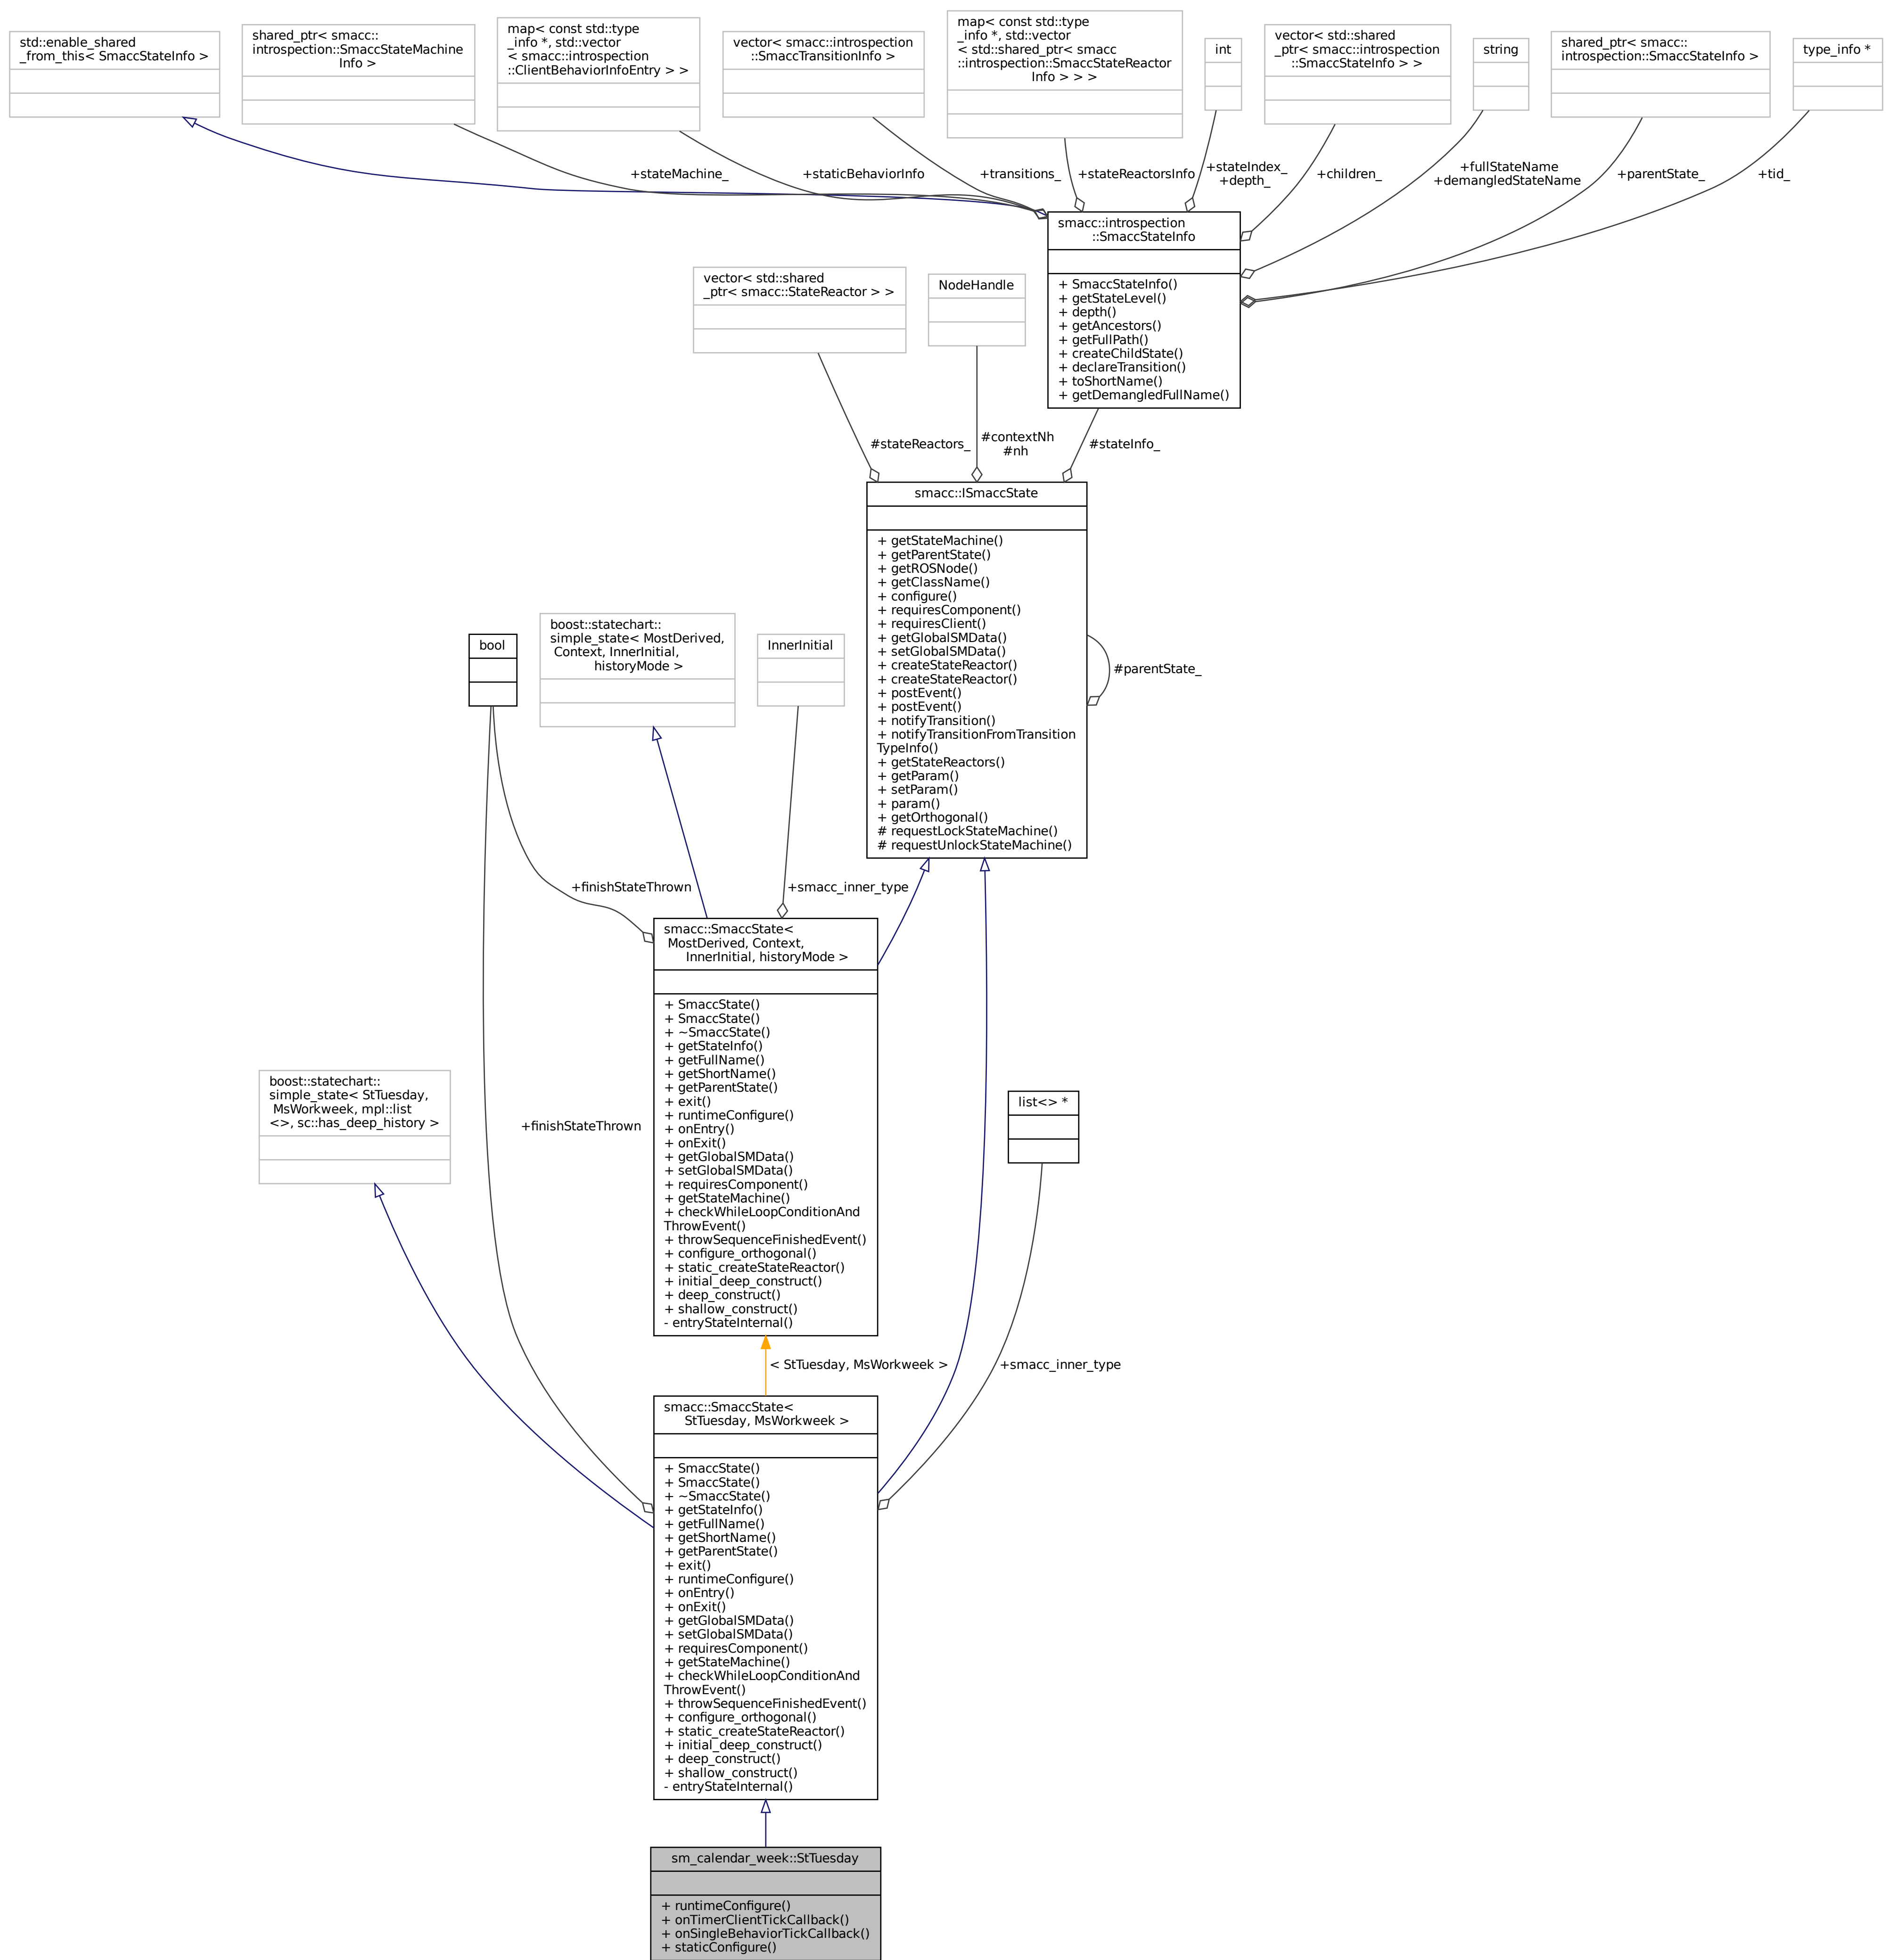 std::enable_shared
_from_this< SmaccStateInfo >
shared_ptr< smacc::
introspection::SmaccStateMachine
Info >
map< const std::type
_info *, std::vector
< smacc::introspection
::ClientBehaviorInfoEntry > >
vector< smacc::introspection
::SmaccTransitionInfo >
map< const std::type
_info *, std::vector
< std::shared_ptr< smacc
::introspection::SmaccStateReactor
Info > > >
int
vector< std::shared
_ptr< smacc::introspection
::SmaccStateInfo > >
string
shared_ptr< smacc::
introspection::SmaccStateInfo >
type_info *
+stateMachine_
+staticBehaviorInfo
+transitions_
+stateReactorsInfo
+stateIndex_
+depth_
+children_
+fullStateName
+demangledStateName
+parentState_
+tid_
smacc::introspection
::SmaccStateInfo
+ SmaccStateInfo()
+ getStateLevel()
+ depth()
+ getAncestors()
+ getFullPath()
+ createChildState()
+ declareTransition()
+ toShortName()
+ getDemangledFullName()
vector< std::shared
_ptr< smacc::StateReactor > >
NodeHandle
#stateReactors_
#contextNh
#nh
#stateInfo_
smacc::ISmaccState
+ getStateMachine()
+ getParentState()
+ getROSNode()
+ getClassName()
+ configure()
+ requiresComponent()
+ requiresClient()
+ getGlobalSMData()
+ setGlobalSMData()
+ createStateReactor()
+ createStateReactor()
+ postEvent()
+ postEvent()
+ notifyTransition()
+ notifyTransitionFromTransition
TypeInfo()
+ getStateReactors()
+ getParam()
+ setParam()
+ param()
+ getOrthogonal()
# requestLockStateMachine()
# requestUnlockStateMachine()
#parentState_
bool
boost::statechart::
simple_state< MostDerived,
Context, InnerInitial,
historyMode >
InnerInitial
+finishStateThrown
+smacc_inner_type
smacc::SmaccState<
MostDerived, Context,
InnerInitial, historyMode >
+ SmaccState()
+ SmaccState()
+ ~SmaccState()
+ getStateInfo()
+ getFullName()
+ getShortName()
+ getParentState()
+ exit()
+ runtimeConfigure()
+ onEntry()
+ onExit()
+ getGlobalSMData()
+ setGlobalSMData()
+ requiresComponent()
+ getStateMachine()
+ checkWhileLoopConditionAnd
ThrowEvent()
+ throwSequenceFinishedEvent()
+ configure_orthogonal()
+ static_createStateReactor()
+ initial_deep_construct()
+ deep_construct()
+ shallow_construct()
- entryStateInternal()
boost::statechart::
simple_state< StTuesday,
MsWorkweek, mpl::list
<>, sc::has_deep_history >
+finishStateThrown
list<> *
< StTuesday, MsWorkweek >
+smacc_inner_type
smacc::SmaccState<
StTuesday, MsWorkweek >
+ SmaccState()
+ SmaccState()
+ ~SmaccState()
+ getStateInfo()
+ getFullName()
+ getShortName()
+ getParentState()
+ exit()
+ runtimeConfigure()
+ onEntry()
+ onExit()
+ getGlobalSMData()
+ setGlobalSMData()
+ requiresComponent()
+ getStateMachine()
+ checkWhileLoopConditionAnd
ThrowEvent()
+ throwSequenceFinishedEvent()
+ configure_orthogonal()
+ static_createStateReactor()
+ initial_deep_construct()
+ deep_construct()
+ shallow_construct()
- entryStateInternal()
sm_calendar_week::StTuesday
+ runtimeConfigure()
+ onTimerClientTickCallback()
+ onSingleBehaviorTickCallback()
+ staticConfigure()